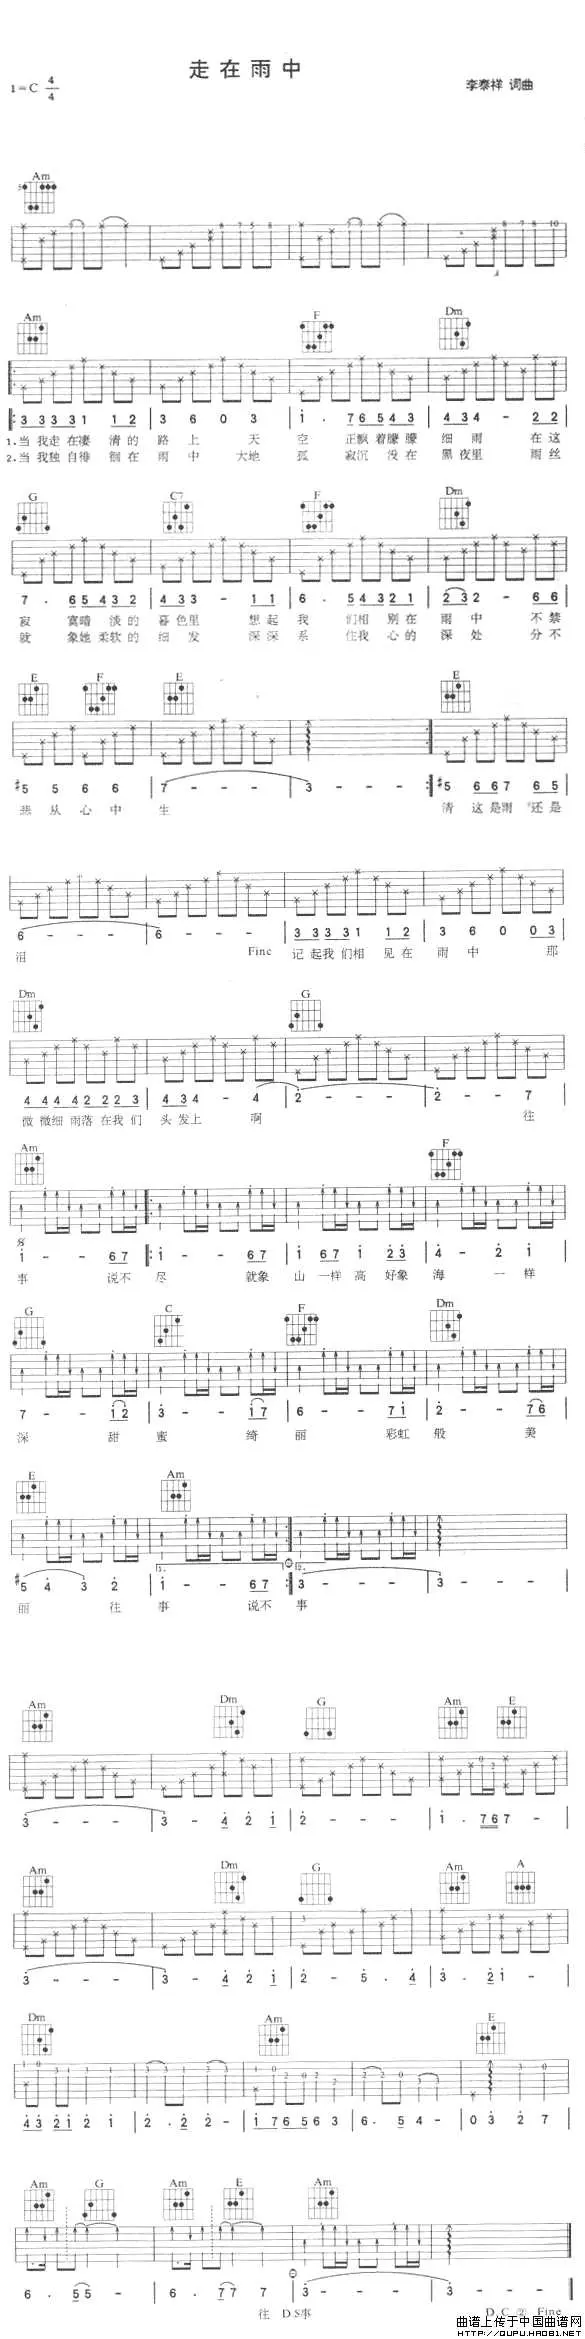 走在雨中
1=C 4/4
李泰祥 词曲
Am
Am F Dm
3 3 3 3 1 1 2 | 3 6 0 3 | 1 . 7 6 5 4 3 | 4 3 4 - 2 2
1.当我走在凄清的路上 天空 正飘着朦朦细雨 在这
2.当我独自徘徊在雨中 大地孤寂沉没在黑夜里 雨丝
G C7 F Dm
7 . 6 5 4 3 2 | 4 3 3 - 1 1 | 6 . 5 4 3 2 1 | 2 3 2 - 6 6
寂寞暗淡的暮色里 想起我们相别在雨中 不禁
就象她柔软的细发 深深系住我心的深处 分不
E F E E
#5 5 6 6 | 7 - - - | 3 - - - :| #5 6 6 7 6 5
悲从心中生 清这是雨还是
6 - - - | 6 - - - | 3 3 3 3 1 1 2 | 3 6 0 0 3
泪 Fine 记起我们相见在雨中 那
Dm G
4 4 4 4 2 2 2 3 | 4 3 4 - 4 | 2 - - - | 2 - - 7
微微细雨落在我们头发上 啊 往
Am F
1 - - 6 7 |: 1 - - 6 7 | 1 6 7 1 2 3 | 4 - 2 1
事 说不尽 就象山一样高好象海一样
G C F Dm
7 - - 1 2 | 3 - - 1 7 | 6 - - 7 1 | 2 - - 7 6
深 甜蜜 绮丽 彩虹般 美
E Am
#5 4 3 2 | 1 - - 6 7 :| 3 - - - | 3 - - -
丽 往事 说不事
Am Dm G Am E
3 - - - | 3 - 4 2 1 | 2 - - - | 1 . 7 6 7 -
Am Dm G Am A
3 - - - | 3 - 4 2 1 | 2 - 5 . 4 | 3 . 2 1 -
Dm Am E
4 3 2 1 2 1 | 2 . 2 2 - | 1 7 6 5 6 3 | 6 . 5 4 - | 0 3 2 7
Am G Am E Am
6 . 5 5 - | 6 . 7 7 - | 3 - - - | 3 - - -
往 D S事 D.C ② Fine
曲谱上传于中国曲谱网
HTTP://QUPU.HAO81.NET